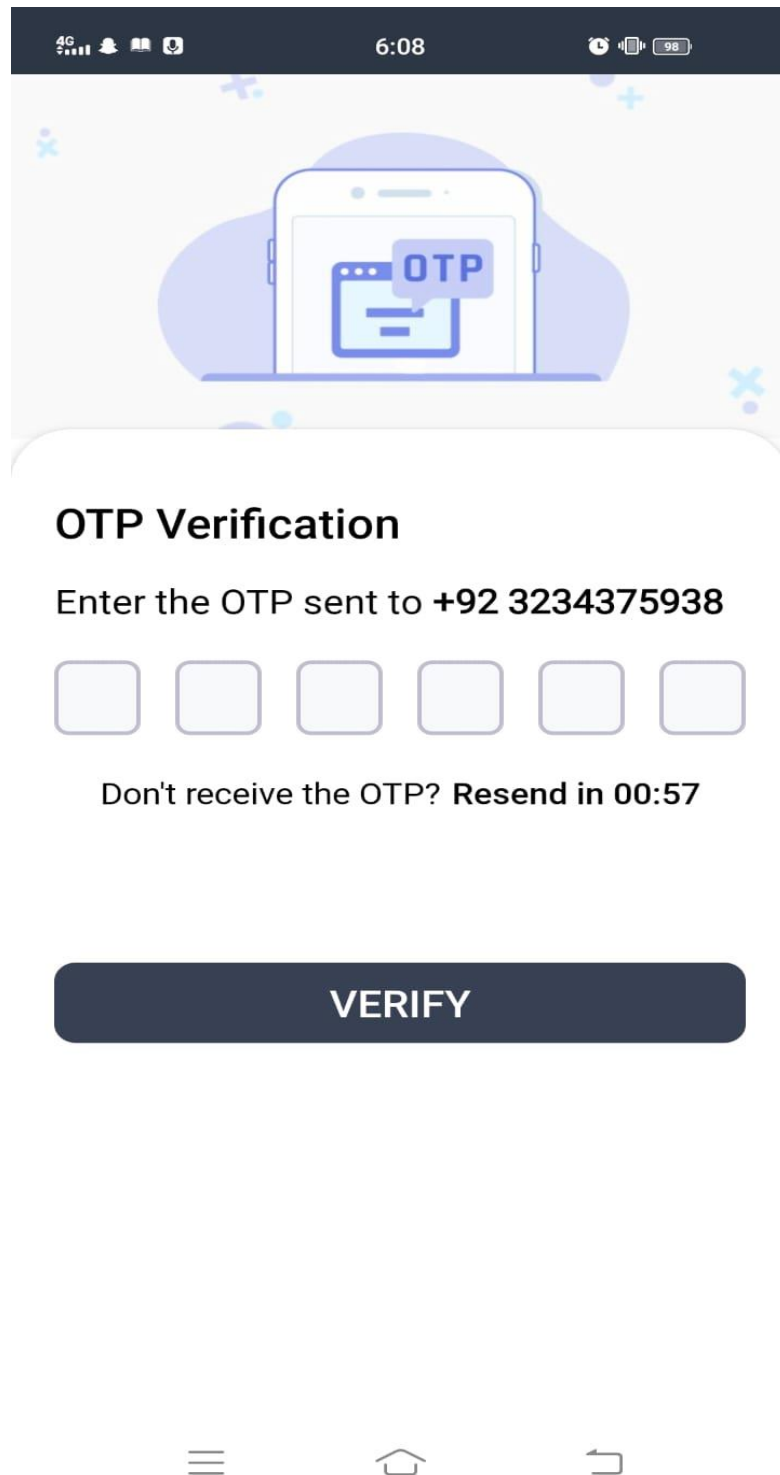 4G 6:08 98
OTP
OTP Verification
Enter the OTP sent to +92 3234375938
Don't receive the OTP? Resend in 00:57
VERIFY